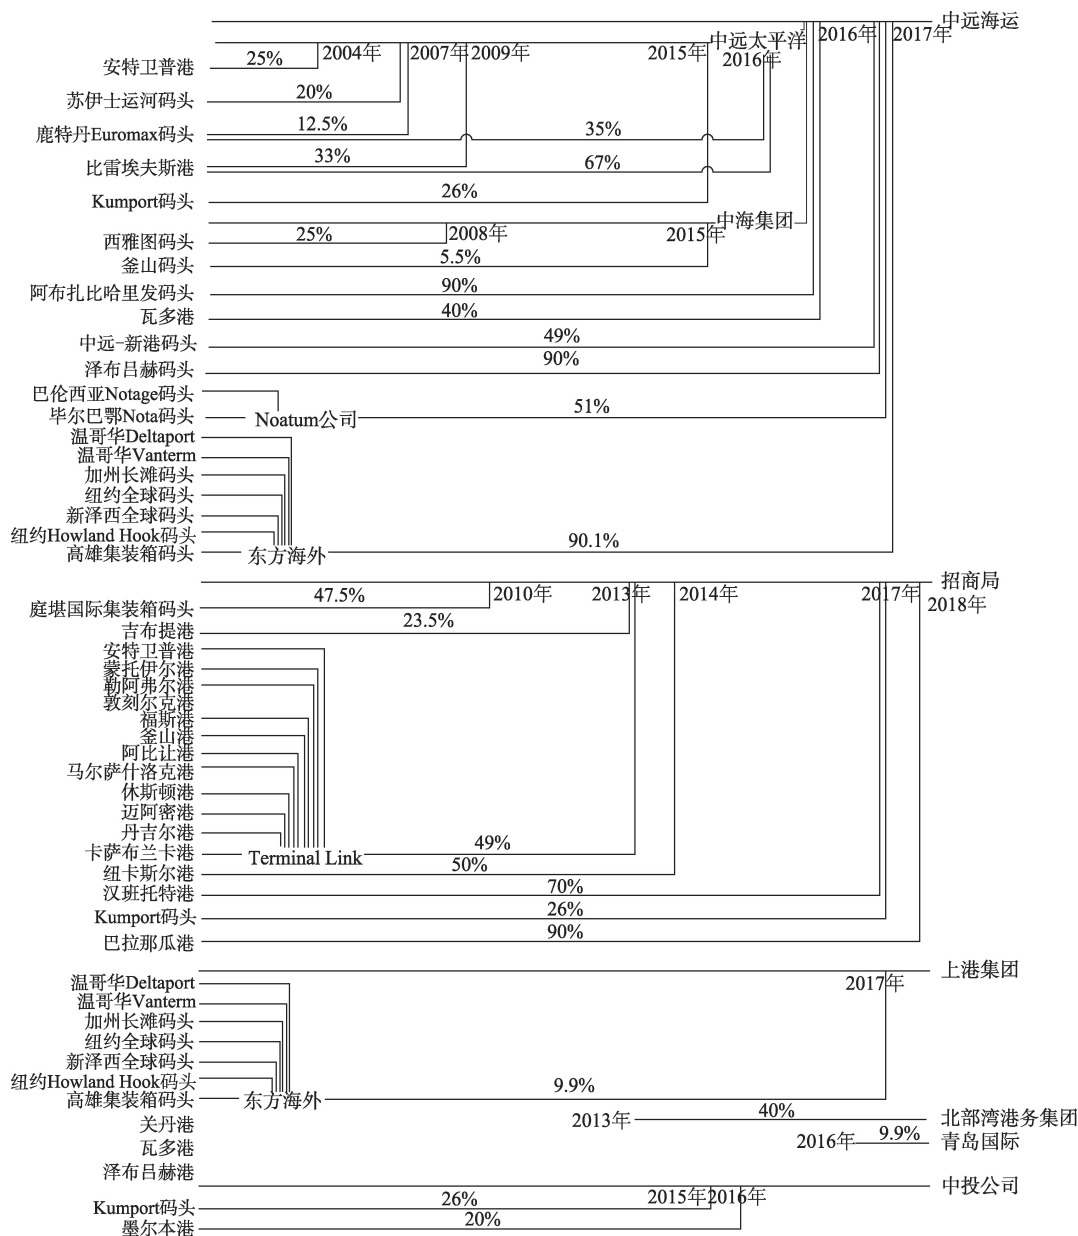 中远海运
2016年 2017年
中远太平洋
25% 2004年 2007年 2009年 2015年 2016年
安特卫普港
20%
苏伊士运河码头
12.5% 35%
鹿特丹Euromax码头
33% 67%
比雷埃夫斯港
26%
Kumport码头
中海集团
25% 2008年 2015年
西雅图码头
5.5%
釜山码头
90%
阿布扎比哈里发码头
40%
瓦多港
49%
中远-新港码头
90%
泽布吕赫码头
巴伦西亚Notage码头
51%
毕尔巴鄂Nota码头 Noatum公司
温哥华Deltaport
温哥华Vanterm
加州长滩码头
纽约全球码头
新泽西全球码头
纽约Howland Hook码头
90.1%
高雄集装箱码头 东方海外
招商局
47.5% 2010年 2013年 2014年 2017年 2018年
庭堪国际集装箱码头
23.5%
吉布提港
安特卫普港
蒙托伊尔港
勒阿弗尔港
敦刻尔克港
福斯港
釜山港
阿比让港
马尔萨什洛克港
休斯顿港
迈阿密港
丹吉尔港
49%
卡萨布兰卡港 Terminal Link
50%
纽卡斯尔港
70%
汉班托特港
26%
Kumport码头
90%
巴拉那瓜港
上港集团
2017年
温哥华Deltaport
温哥华Vanterm
加州长滩码头
纽约全球码头
新泽西全球码头
纽约Howland Hook码头
9.9%
高雄集装箱码头 东方海外
关丹港 2013年 40% 北部湾港务集团
瓦多港 2016年 9.9% 青岛国际
泽布吕赫港
中投公司
26% 2015年 2016年
Kumport码头
20%
墨尔本港